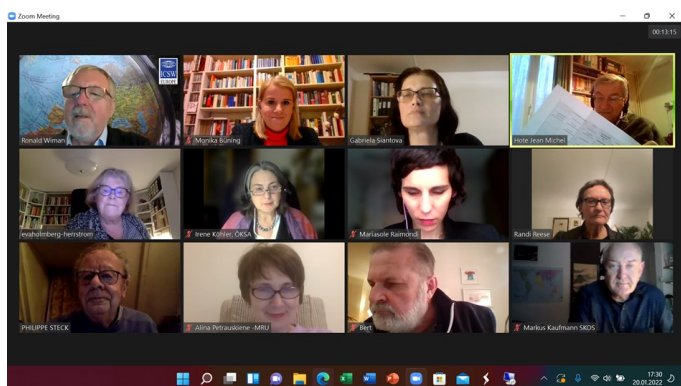 Zoom Meeting
00:13:15
ICSW
EUROPE
Ronald Wiman
Monika Büning
Gabriela Siantova
Hote Jean Michel
evaholmberg-herrstrom
Irene Köhler, ÖKSA
Mariasole Raimondi
Randi Reese
PHILIPPE STECK
Alina Petrauskiene -MRU
Bert
Markus Kaufmann SKOS
17:30
20.01.2022